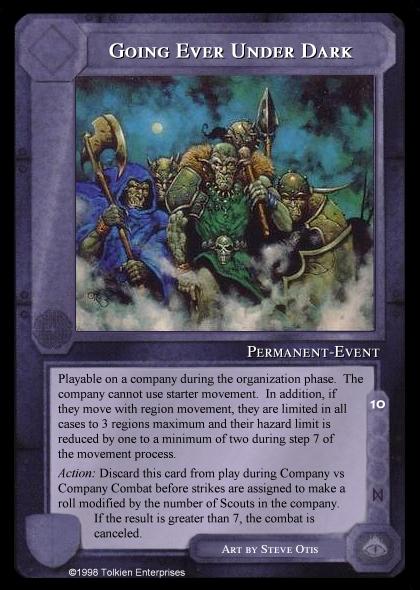 Going Ever Under Dark
Permanent-Event
Playable on a company during the organization phase. The
company cannot use starter movement. In addition, if
they move with region movement, they are limited in all
cases to 3 regions maximum and their hazard limit is
reduced by one to a minimum of two during step 7 of
the movement process.
10
Action: Discard this card from play during Company vs
Company Combat before strikes are assigned to make a
roll modified by the number of Scouts in the company.
If the result is greater than 7, the combat is
canceled.
Art by Steve Otis
©1998 Tolkien Enterprises